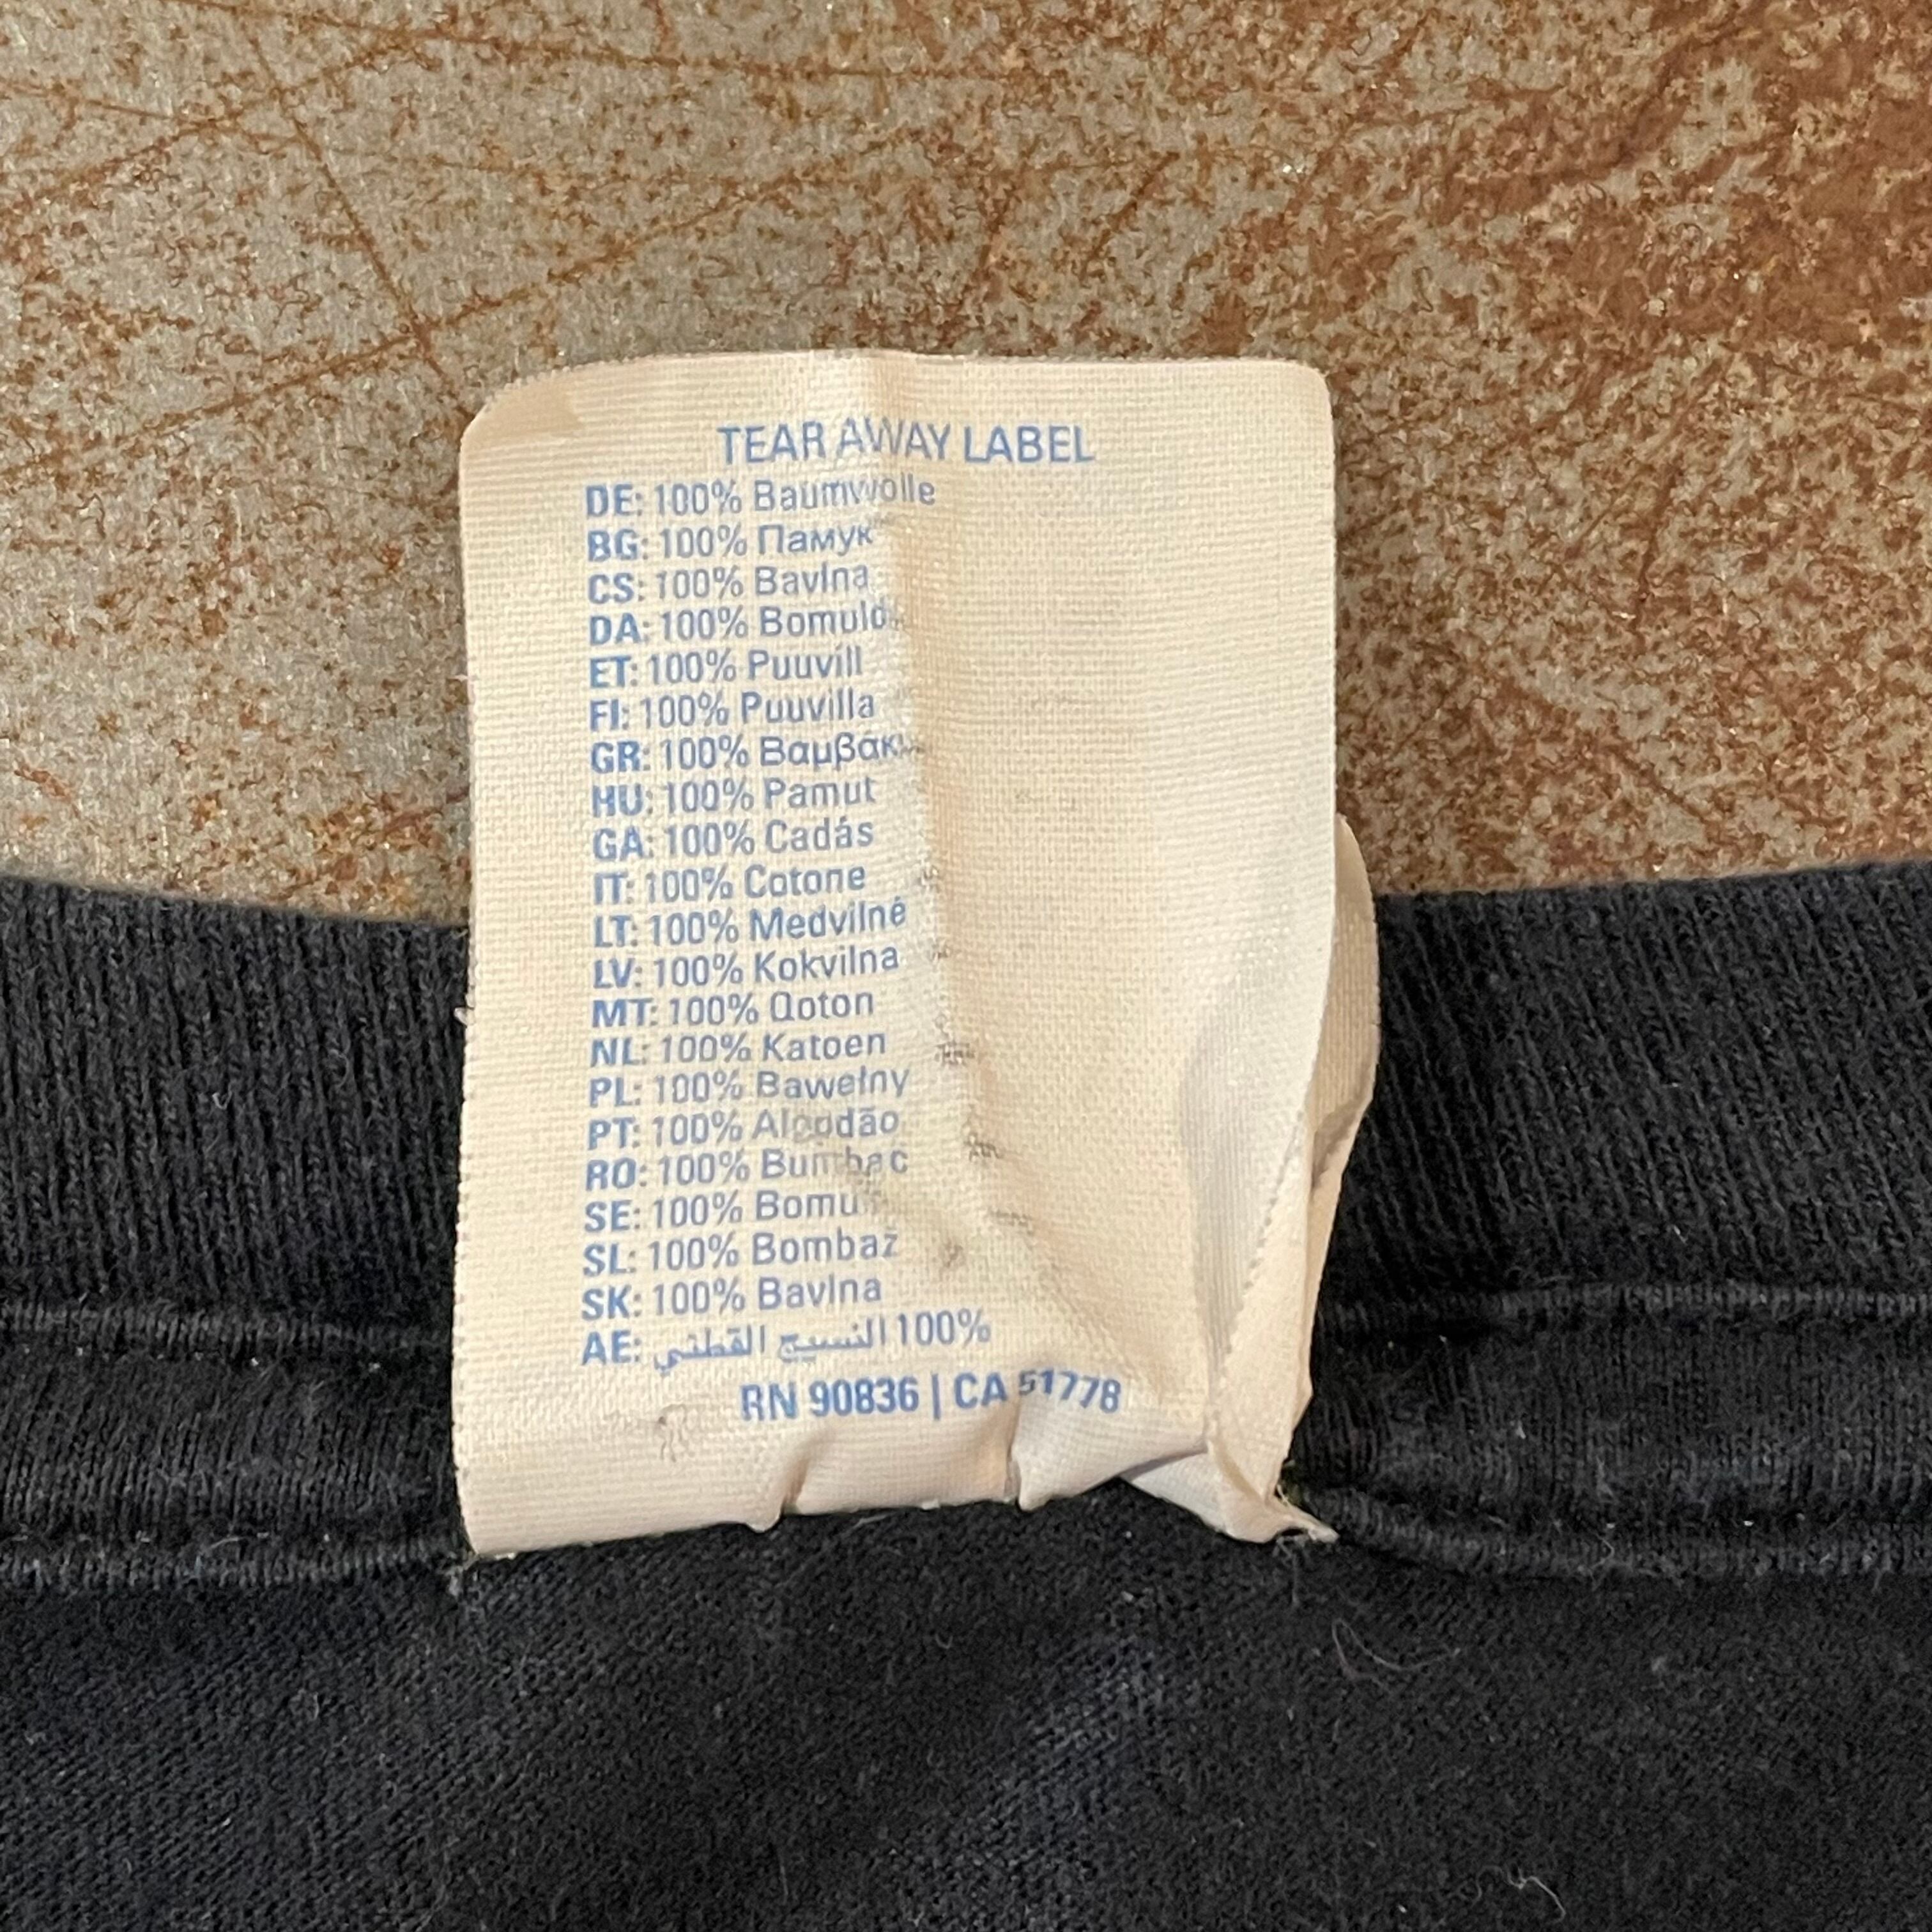 TEAR AWAY LABEL
DE: 100% Baumwolle
BG: 100% Памук
CS: 100% Bavlna
DA: 100% Bomuld
ET: 100% Puuvill
FI: 100% Puuvilla
GR: 100% Βαμβάκι
HU: 100% Pamut
GA: 100% Cadás
IT: 100% Cotone
LT: 100% Medvilnė
LV: 100% Kokvilna
MT: 100% Qoton
NL: 100% Katoen
PL: 100% Bawełny
PT: 100% Algodão
RO: 100% Bumbac
SE: 100%
SL: 100% Bombaž
SK: 100% Bavlna
AE: 100% النسيج القطني
RN 90836 | CA 51778